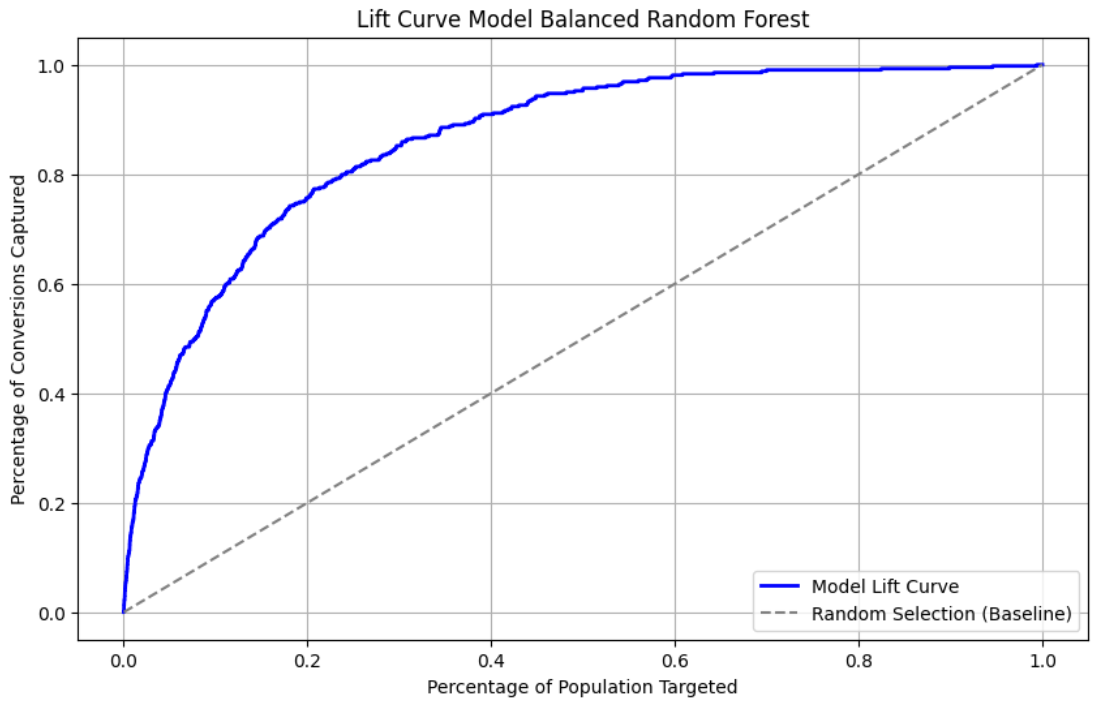 Lift Curve Model Balanced Random Forest
1.0
0.8
0.6
0.4
0.2
0.0
Percentage of Conversions Captured
Model Lift Curve
Random Selection (Baseline)
0.0 0.2 0.4 0.6 0.8 1.0
Percentage of Population Targeted